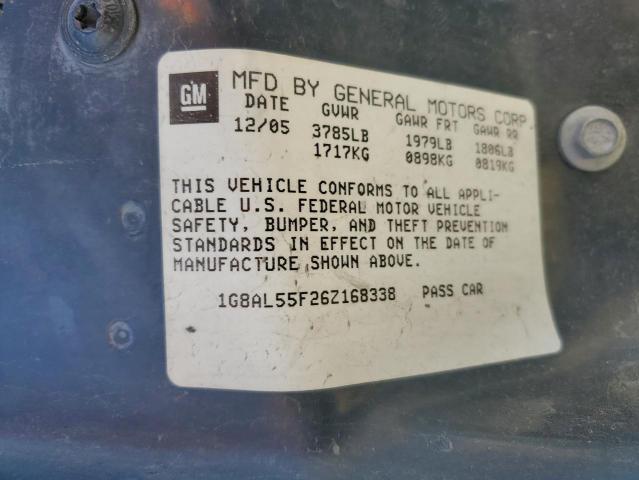 GM MFD BY GENERAL MOTORS CORP
DATE GVWR GAWR FRT GAWR RR
12/05 3785LB 1979LB 1806LB
1717KG 0898KG 0819KG
THIS VEHICLE CONFORMS TO ALL APPLI-
CABLE U.S. FEDERAL MOTOR VEHICLE
SAFETY, BUMPER, AND THEFT PREVENTION
STANDARDS IN EFFECT ON THE DATE OF
MANUFACTURE SHOWN ABOVE.
1G8AL55F26Z168338 PASS CAR